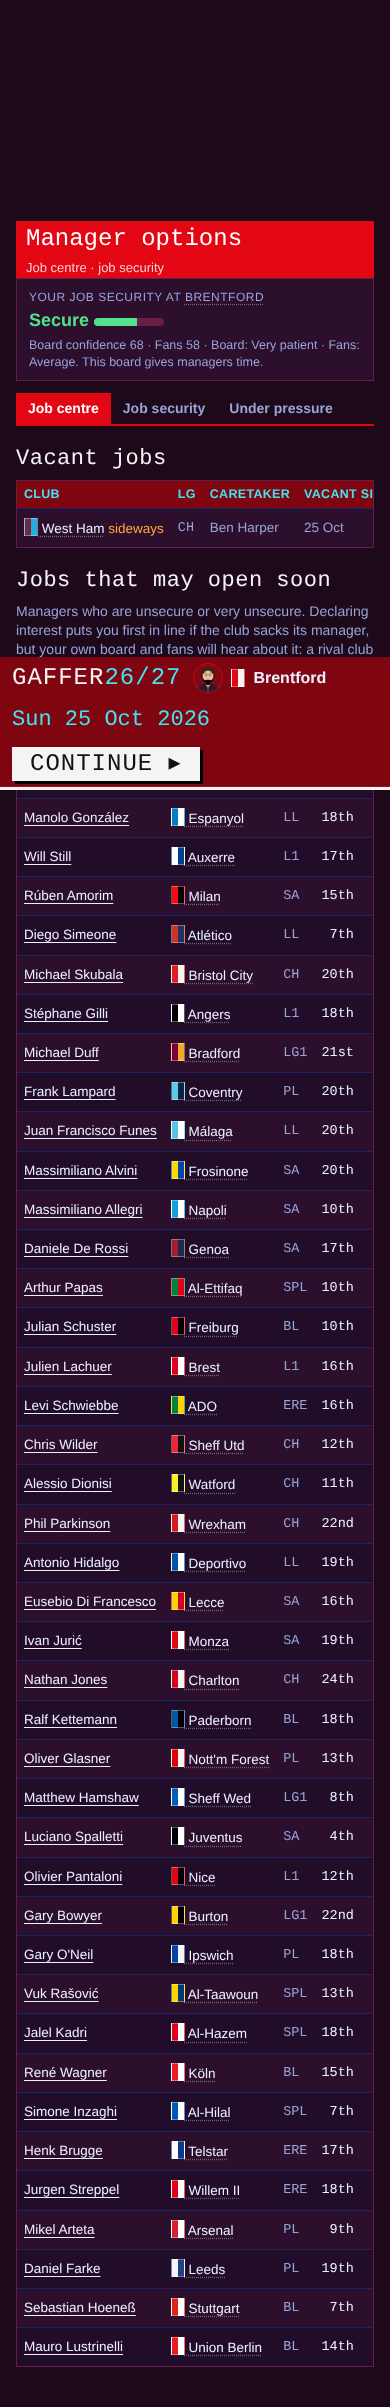 Manager options
Job centre · job security
YOUR JOB SECURITY AT BRENTFORD
Secure
Board confidence 68 · Fans 58 · Board: Very patient · Fans:
Average. This board gives managers time.
Job centre Job security Under pressure
Vacant jobs
CLUB LG CARETAKER VACANT SI
West Ham sideways CH Ben Harper 25 Oct
Jobs that may open soon
Managers who are unsecure or very unsecure. Declaring
interest puts you first in line if the club sacks its manager,
but your own board and fans will hear about it: a rival club
GAFFER26/27 Brentford
Sun 25 Oct 2026
CONTINUE ►
Manolo González Espanyol LL 18th
Will Still Auxerre L1 17th
Rúben Amorim Milan SA 15th
Diego Simeone Atlético LL 7th
Michael Skubala Bristol City CH 20th
Stéphane Gilli Angers L1 18th
Michael Duff Bradford LG1 21st
Frank Lampard Coventry PL 20th
Juan Francisco Funes Málaga LL 20th
Massimiliano Alvini Frosinone SA 20th
Massimiliano Allegri Napoli SA 10th
Daniele De Rossi Genoa SA 17th
Arthur Papas Al-Ettifaq SPL 10th
Julian Schuster Freiburg BL 10th
Julien Lachuer Brest L1 16th
Levi Schwiebbe ADO ERE 16th
Chris Wilder Sheff Utd CH 12th
Alessio Dionisi Watford CH 11th
Phil Parkinson Wrexham CH 22nd
Antonio Hidalgo Deportivo LL 19th
Eusebio Di Francesco Lecce SA 16th
Ivan Jurić Monza SA 19th
Nathan Jones Charlton CH 24th
Ralf Kettemann Paderborn BL 18th
Oliver Glasner Nott'm Forest PL 13th
Matthew Hamshaw Sheff Wed LG1 8th
Luciano Spalletti Juventus SA 4th
Olivier Pantaloni Nice L1 12th
Gary Bowyer Burton LG1 22nd
Gary O'Neil Ipswich PL 18th
Vuk Rašović Al-Taawoun SPL 13th
Jalel Kadri Al-Hazem SPL 18th
René Wagner Köln BL 15th
Simone Inzaghi Al-Hilal SPL 7th
Henk Brugge Telstar ERE 17th
Jurgen Streppel Willem II ERE 18th
Mikel Arteta Arsenal PL 9th
Daniel Farke Leeds PL 19th
Sebastian Hoeneß Stuttgart BL 7th
Mauro Lustrinelli Union Berlin BL 14th